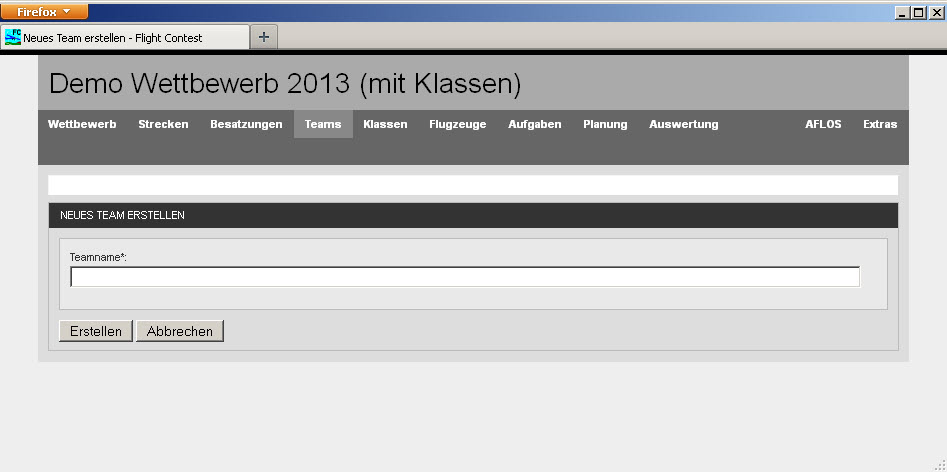 Firefox
Neues Team erstellen - Flight Contest
Demo Wettbewerb 2013 (mit Klassen)
Wettbewerb Strecken Besatzungen Teams Klassen Flugzeuge Aufgaben Planung Auswertung AFLOS Extras
NEUES TEAM ERSTELLEN
Teamname*:
Erstellen Abbrechen